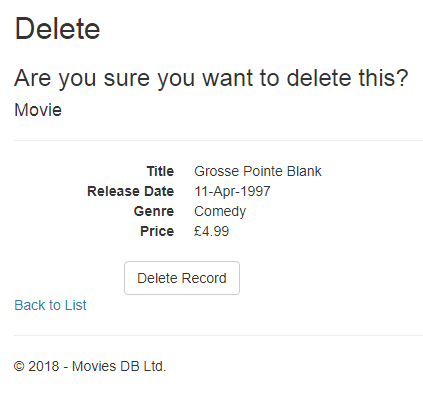 Delete
Are you sure you want to delete this?
Movie
Title Grosse Pointe Blank
Release Date 11-Apr-1997
Genre Comedy
Price £4.99
Delete Record
Back to List
© 2018 - Movies DB Ltd.